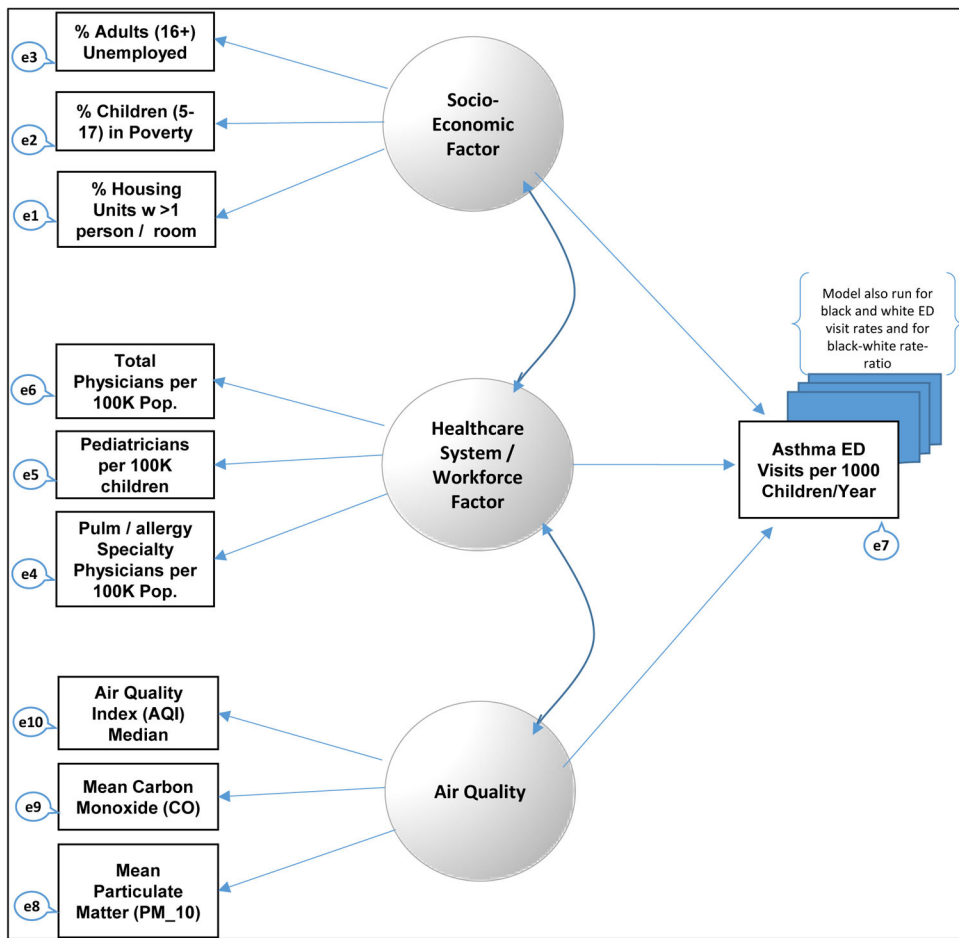 % Adults (16+)
Unemployed
e3
% Children (5-
17) in Poverty
e2
% Housing
Units w >1
person / room
e1
Socio-
Economic
Factor
Total
Physicians per
100K Pop.
e6
Pediatricians
per 100K
children
e5
Pulm / allergy
Specialty
Physicians per
100K Pop.
e4
Healthcare
System /
Workforce
Factor
Model also run for
black and white ED
visit rates and for
black-white rate-
ratio
Asthma ED
Visits per 1000
Children/Year
e7
Air Quality
Index (AQI)
Median
e10
Mean Carbon
Monoxide (CO)
e9
Mean
Particulate
Matter (PM_10)
e8
Air Quality